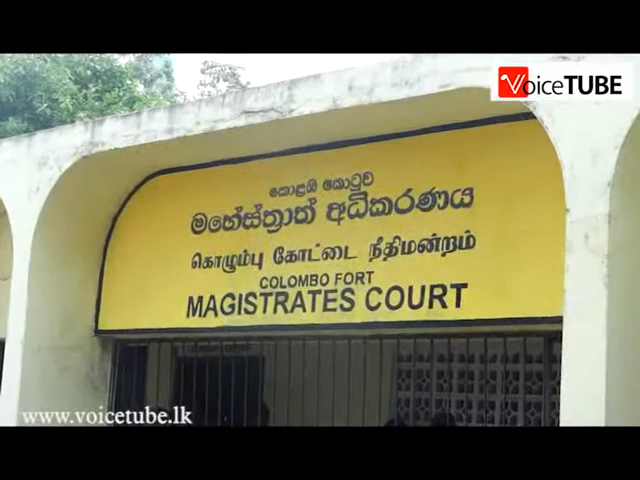 VoiceTUBE
කොළඹ කොටුව
මහේස්ත්‍රාත් අධිකරණය
கொழும்பு கோட்டை நீதிமன்றம்
COLOMBO FORT
MAGISTRATES COURT
www.voicetube.lk